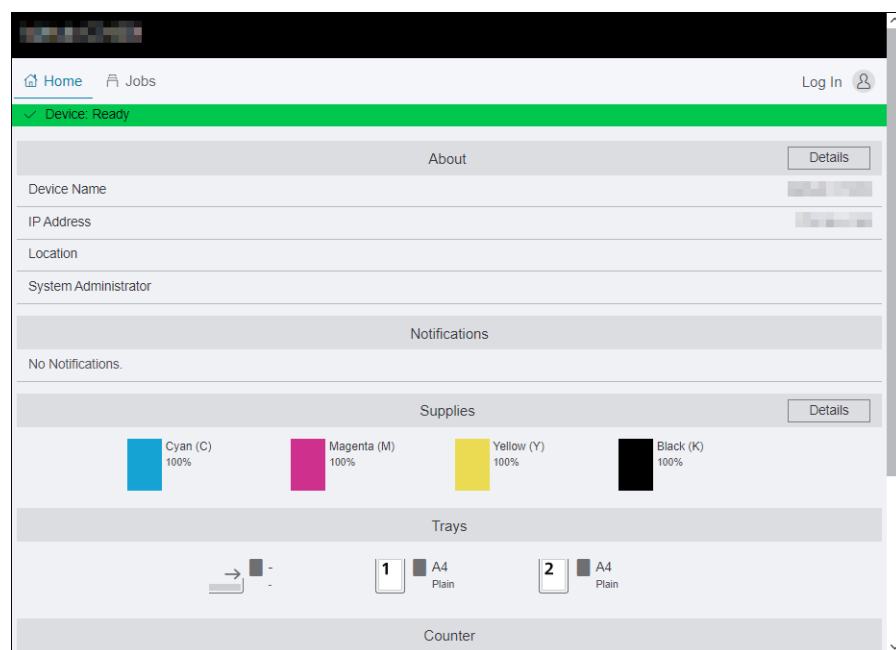 Home Jobs Log In
Device: Ready
About Details
Device Name
IP Address
Location
System Administrator
Notifications
No Notifications.
Supplies Details
Cyan (C) Magenta (M) Yellow (Y) Black (K)
100% 100% 100% 100%
Trays
- 1 A4 2 A4
- Plain Plain
Counter